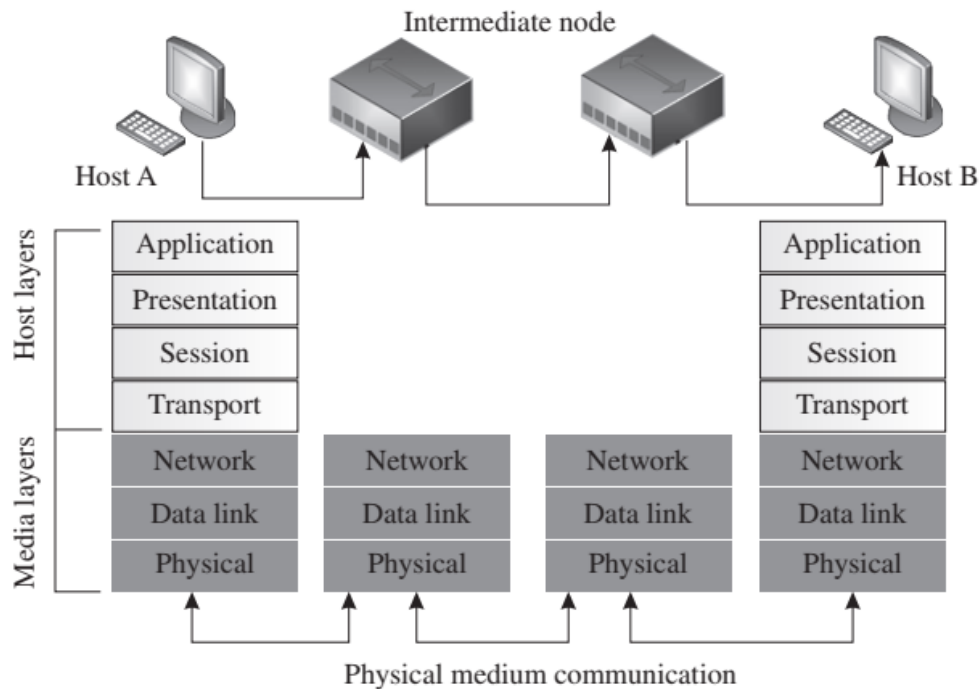 Intermediate node
Host A
Host B
Host layers
Application
Presentation
Session
Transport
Application
Presentation
Session
Transport
Media layers
Network
Data link
Physical
Network
Data link
Physical
Network
Data link
Physical
Network
Data link
Physical
Physical medium communication